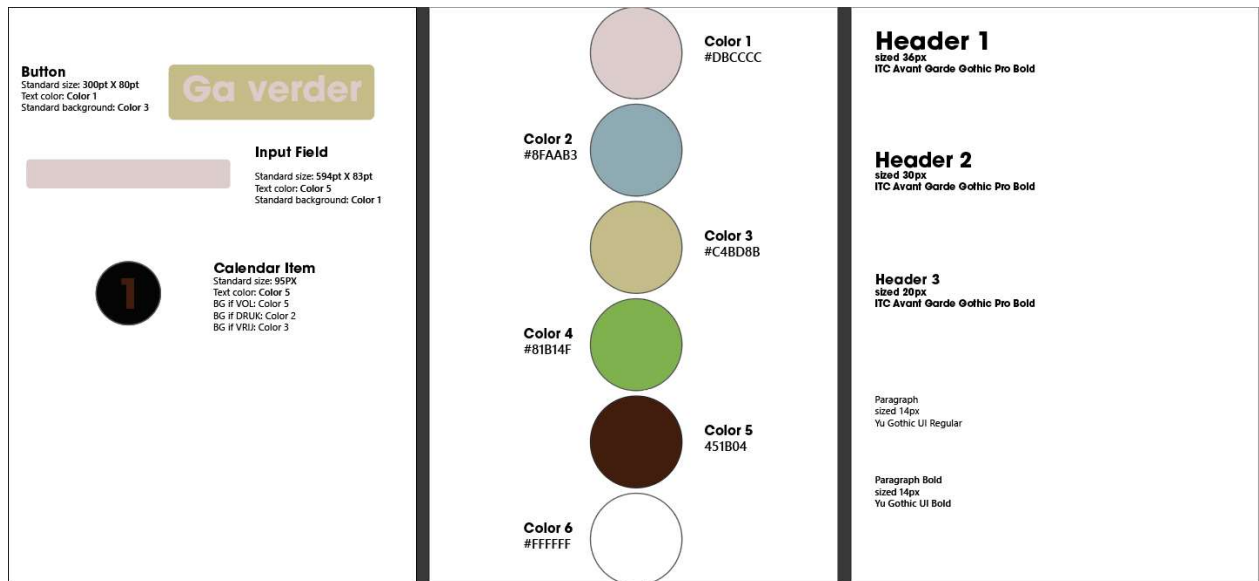 Button
Standard size: 300pt X 80pt
Text color: Color 1
Standard background: Color 3
Ga verder
Input Field
Standard size: 594pt X 83pt
Text color: Color 5
Standard background: Color 1
1
Calendar Item
Standard size: 95PX
Text color: Color 5
BG if VOL: Color 5
BG if DRUK: Color 2
BG if VRIJ: Color 3
Color 1
#DBCCCC
Color 2
#8FAAB3
Color 3
#C4BD8B
Color 4
#81B14F
Color 5
451B04
Color 6
#FFFFFF
Header 1
sized 36px
ITC Avant Garde Gothic Pro Bold
Header 2
sized 30px
ITC Avant Garde Gothic Pro Bold
Header 3
sized 20px
ITC Avant Garde Gothic Pro Bold
Paragraph
sized 14px
Yu Gothic UI Regular
Paragraph Bold
sized 14px
Yu Gothic UI Bold